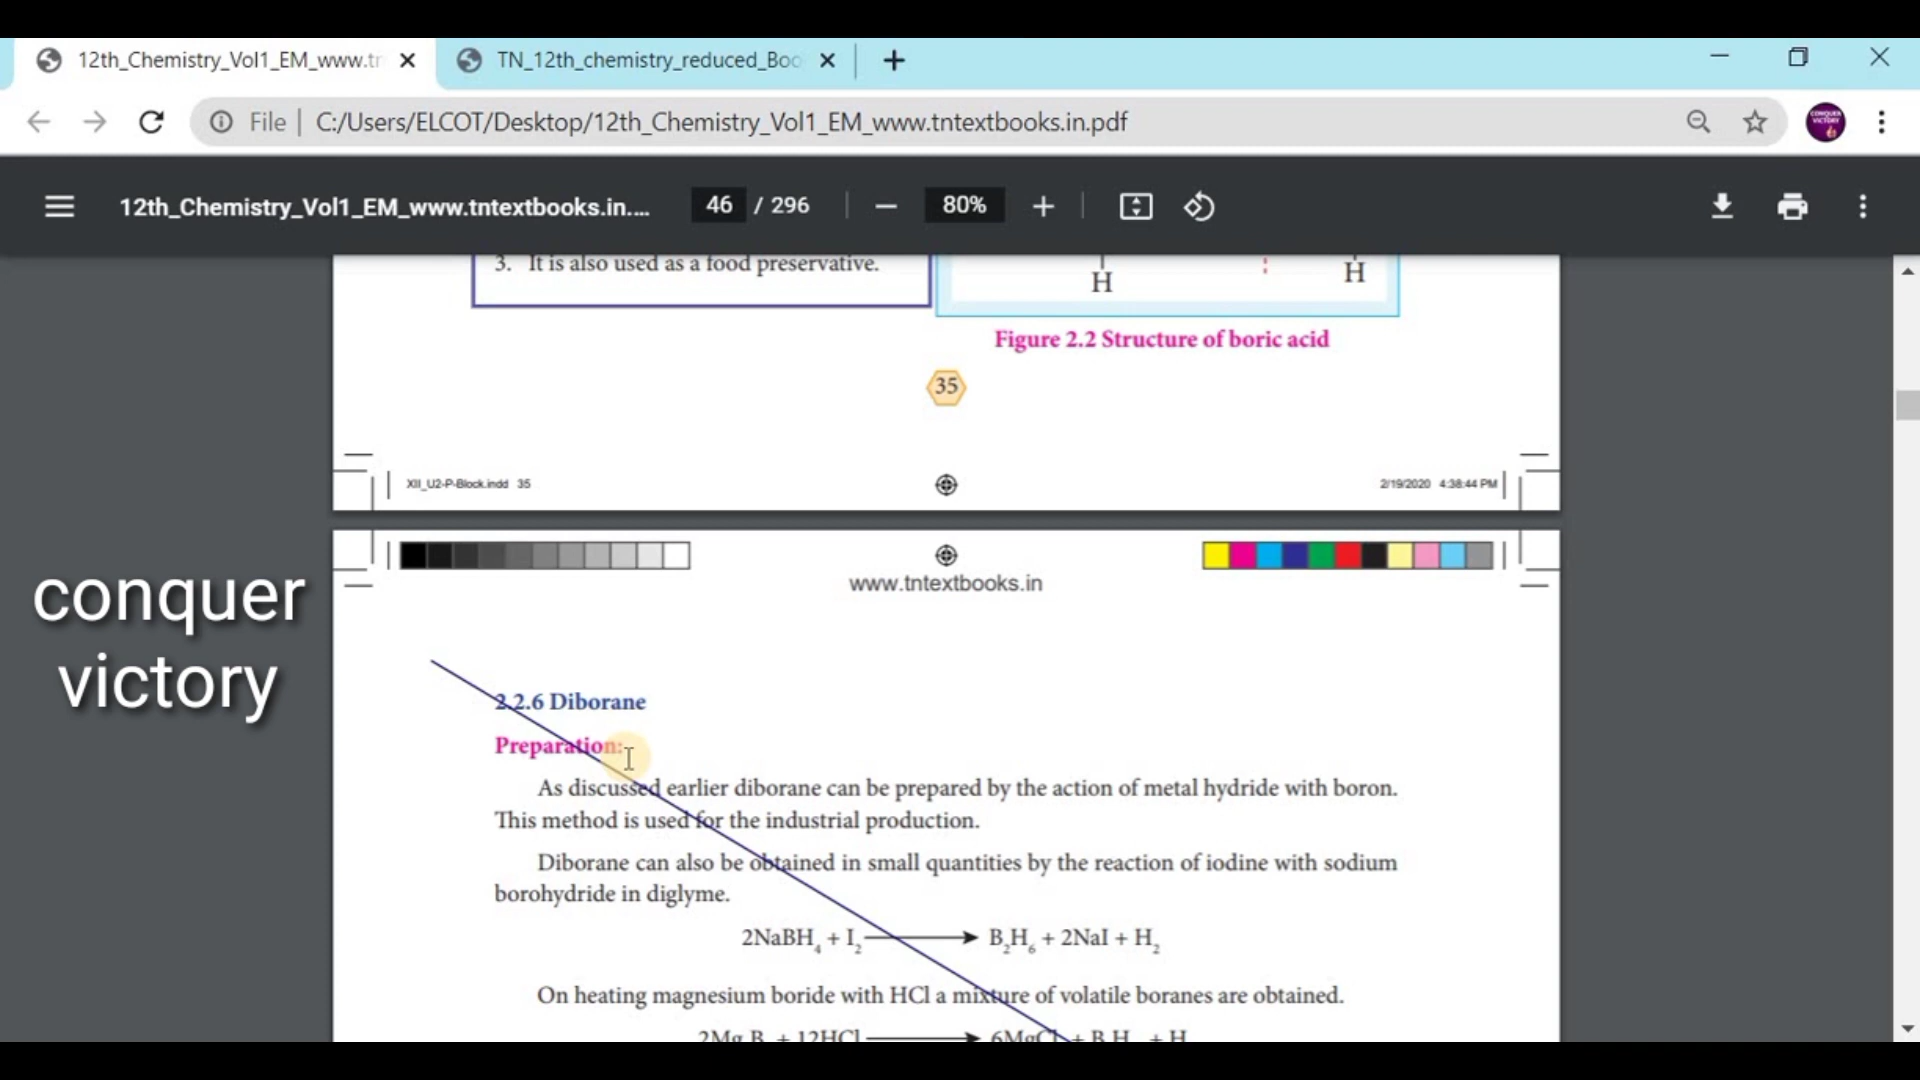 12th_Chemistry_Vol1_EM_www.tr
TN_12th_chemistry_reduced_Boo
File | C:/Users/ELCOT/Desktop/12th_Chemistry_Vol1_EM_www.tntextbooks.in.pdf
CONQUER VICTORY
12th_Chemistry_Vol1_EM_www.tntextbooks.in.... 46 / 296 80%
3. It is also used as a food preservative.
H H
Figure 2.2 Structure of boric acid
35
XII_U2-P-Block.indd 35 2/19/2020 4:38:44 PM
www.tntextbooks.in
conquer
victory
2.2.6 Diborane
Preparation:
As discussed earlier diborane can be prepared by the action of metal hydride with boron.
This method is used for the industrial production.
Diborane can also be obtained in small quantities by the reaction of iodine with sodium
borohydride in diglyme.
2NaBH₄ + I₂ ⟶ B₂H₆ + 2NaI + H₂
On heating magnesium boride with HCl a mixture of volatile boranes are obtained.
2Mg B + 12HCl ⟶ 6MgCl + B H + H